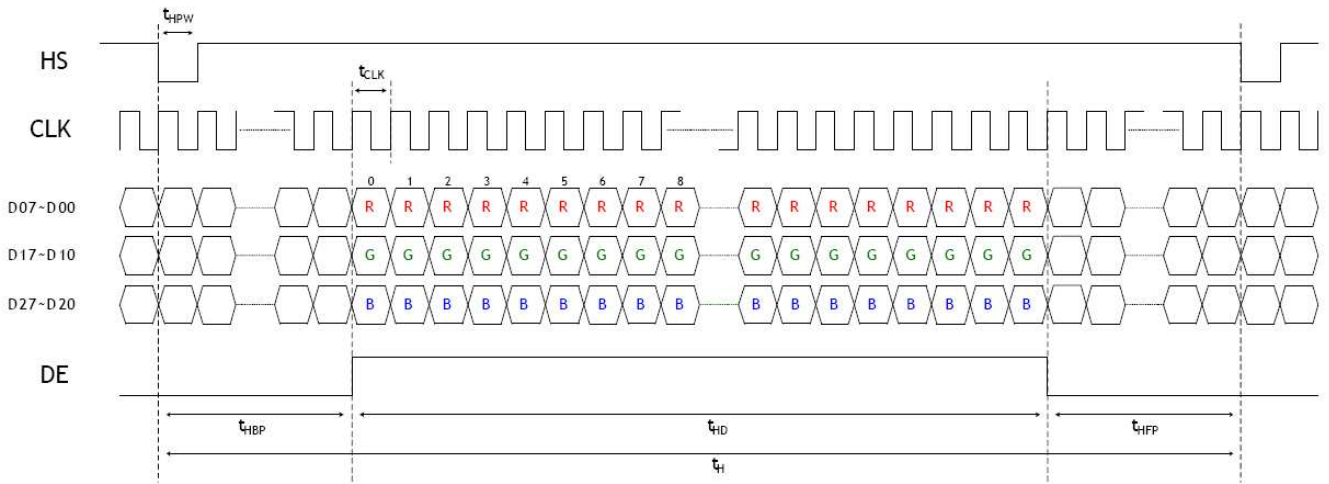 tHPW
HS
tCLK
CLK
0 1 2 3 4 5 6 7 8
D07~D00 R R R R R R R R R R R R R R R R R
D17~D10 G G G G G G G G G G G G G G G G G
D27~D20 B B B B B B B B B B B B B B B B B
DE
tHBP tHD tHFP
tH